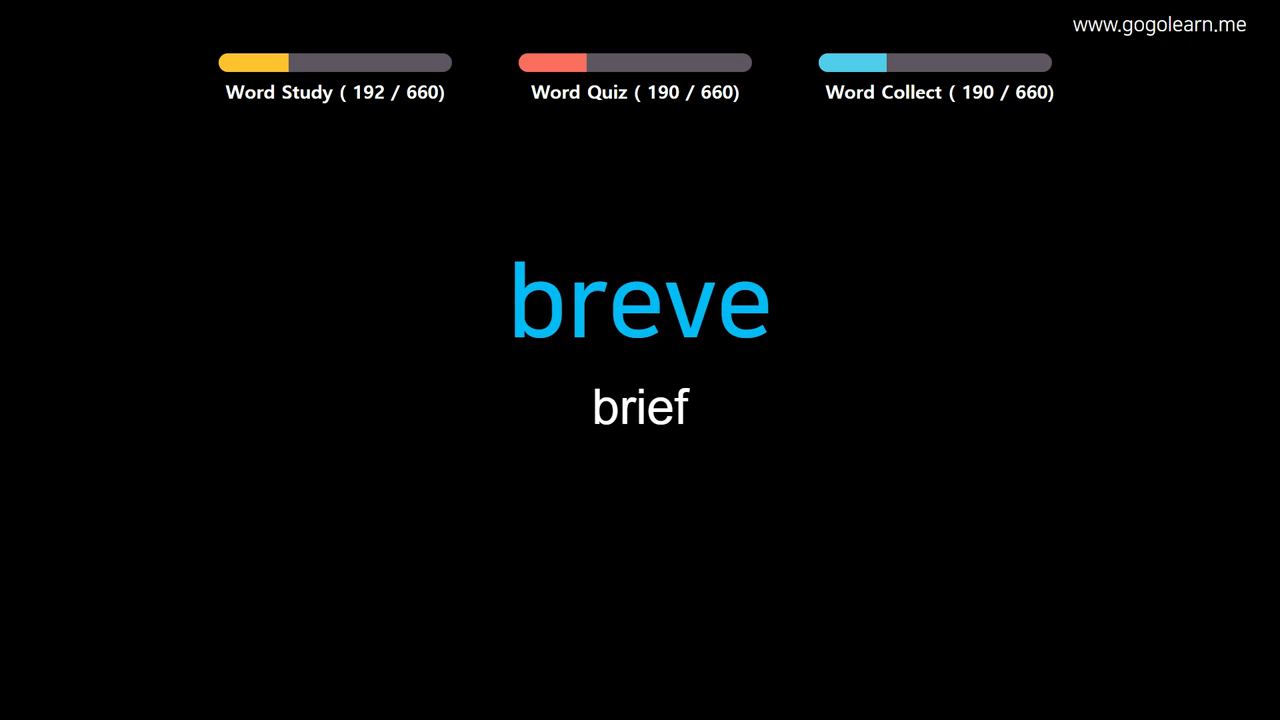 www.gogolearn.me
Word Study ( 192 / 660)
Word Quiz ( 190 / 660)
Word Collect ( 190 / 660)
breve
brief